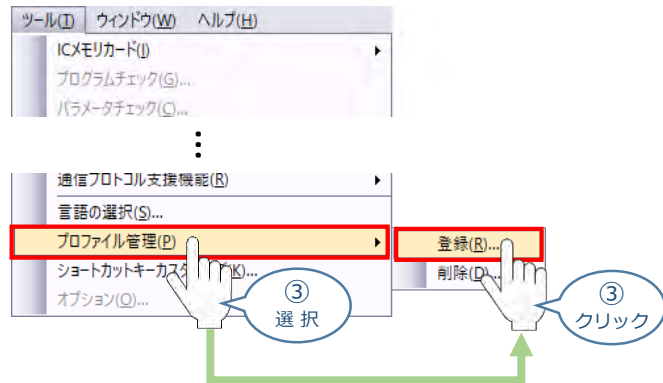 ツール(T) ウィンドウ(W) ヘルプ(H)
ICメモリカード(I)
プログラムチェック(G)...
パラメータチェック(C)...
通信プロトコル支援機能(R)
言語の選択(S)...
プロファイル管理(P)
登録(R)...
ショートカットキーカスタ (K)...
削除(D)...
オプション(O)...
③
選 択
③
クリック